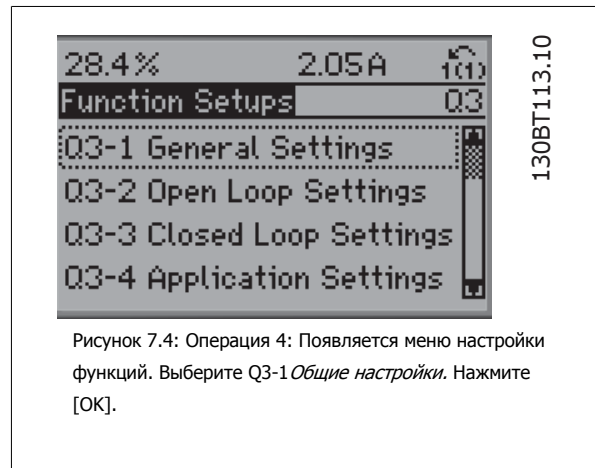 28.4% 2.05A 1(1)
Function Setups Q3
Q3-1 General Settings
Q3-2 Open Loop Settings
Q3-3 Closed Loop Settings
Q3-4 Application Settings
130BT113.10
Рисунок 7.4: Операция 4: Появляется меню настройки
функций. Выберите Q3-1Общие настройки. Нажмите
[OK].